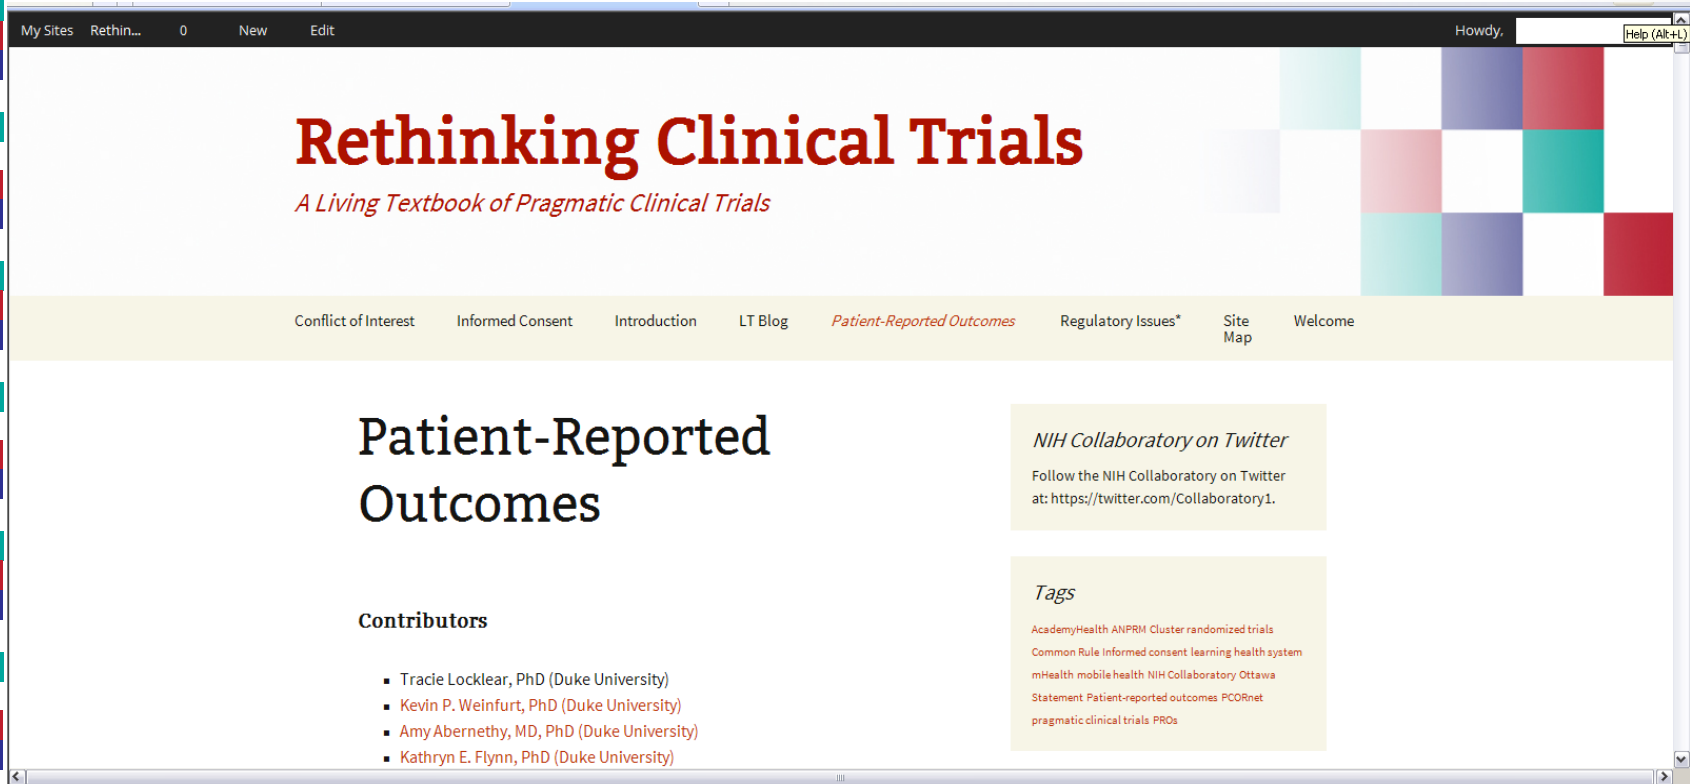 My Sites Rethin... 0 New Edit Howdy,
Help (Alt+L)
Rethinking Clinical Trials
A Living Textbook of Pragmatic Clinical Trials
Conflict of Interest Informed Consent Introduction LT Blog Patient-Reported Outcomes Regulatory Issues* Site Map Welcome
Patient-Reported
Outcomes
Contributors
Tracie Locklear, PhD (Duke University)
Kevin P. Weinfurt, PhD (Duke University)
Amy Abernethy, MD, PhD (Duke University)
Kathryn E. Flynn, PhD (Duke University)
NIH Collaboratory on Twitter
Follow the NIH Collaboratory on Twitter
at: https://twitter.com/Collaboratory1.
Tags
AcademyHealth ANPRM Cluster randomized trials
Common Rule Informed consent learning health system
mHealth mobile health NIH Collaboratory Ottawa
Statement Patient-reported outcomes PCORnet
pragmatic clinical trials PROs